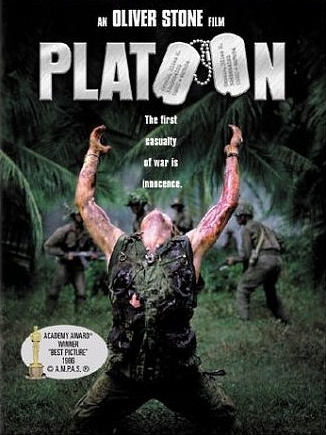 AN OLIVER STONE FILM
PLATOON
The first
casualty
of war is
innocence.
ACADEMY AWARD®
WINNER
"BEST PICTURE"
1986
© A.M.P.A.S. ®